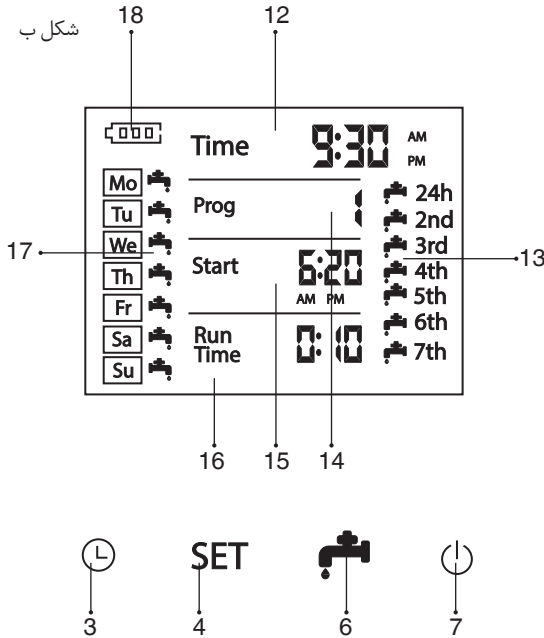 شكل ب
18
12
Time 9:30 AM PM
Mo
Tu
We
Th
Fr
Sa
Su
Prog 1
Start 6:20
AM PM
Run Time 0:10
24h
2nd
3rd
4th
5th
6th
7th
17
13
16
15
14
SET
3
4
6
7